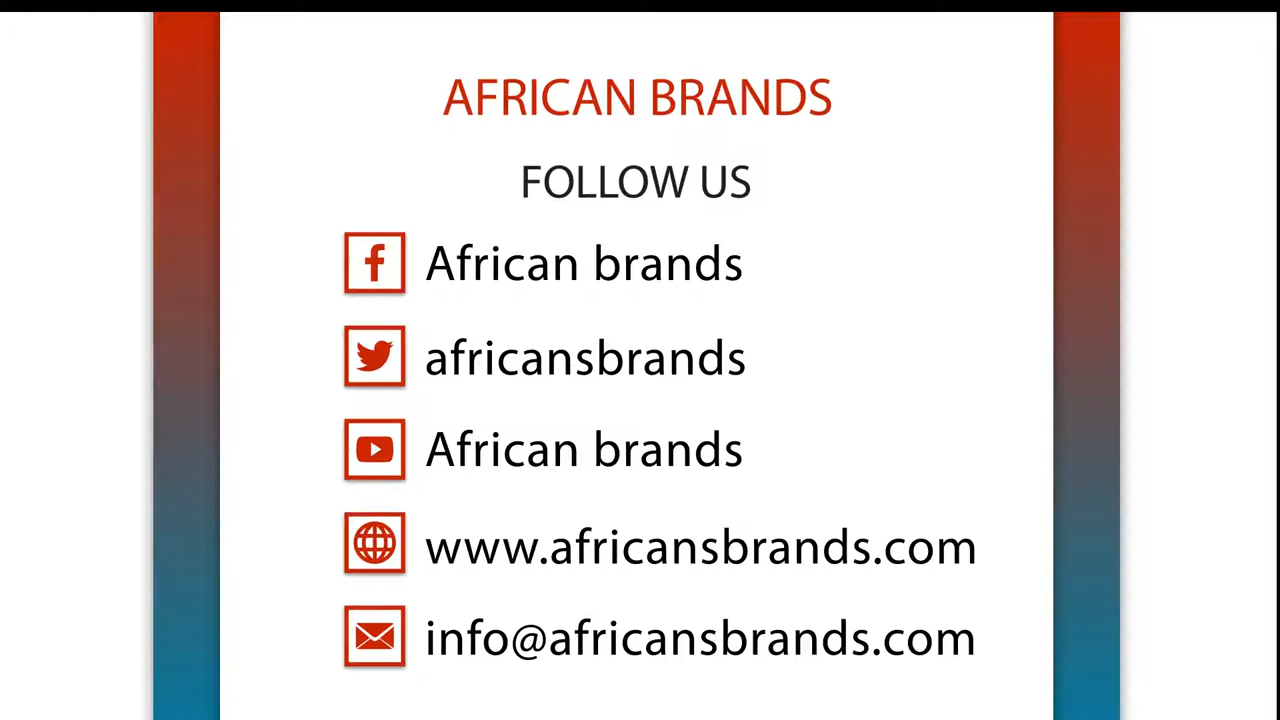 AFRICAN BRANDS
FOLLOW US
African brands
africansbrands
African brands
www.africansbrands.com
info@africansbrands.com